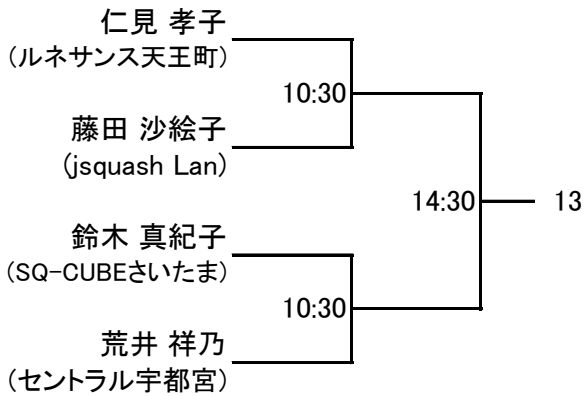 仁見 孝子
(ルネサンス天王町)
10:30
藤田 沙絵子
(jsquash Lan)
14:30 13
鈴木 真紀子
(SQ-CUBEさいたま)
10:30
荒井 祥乃
(セントラル宇都宮)